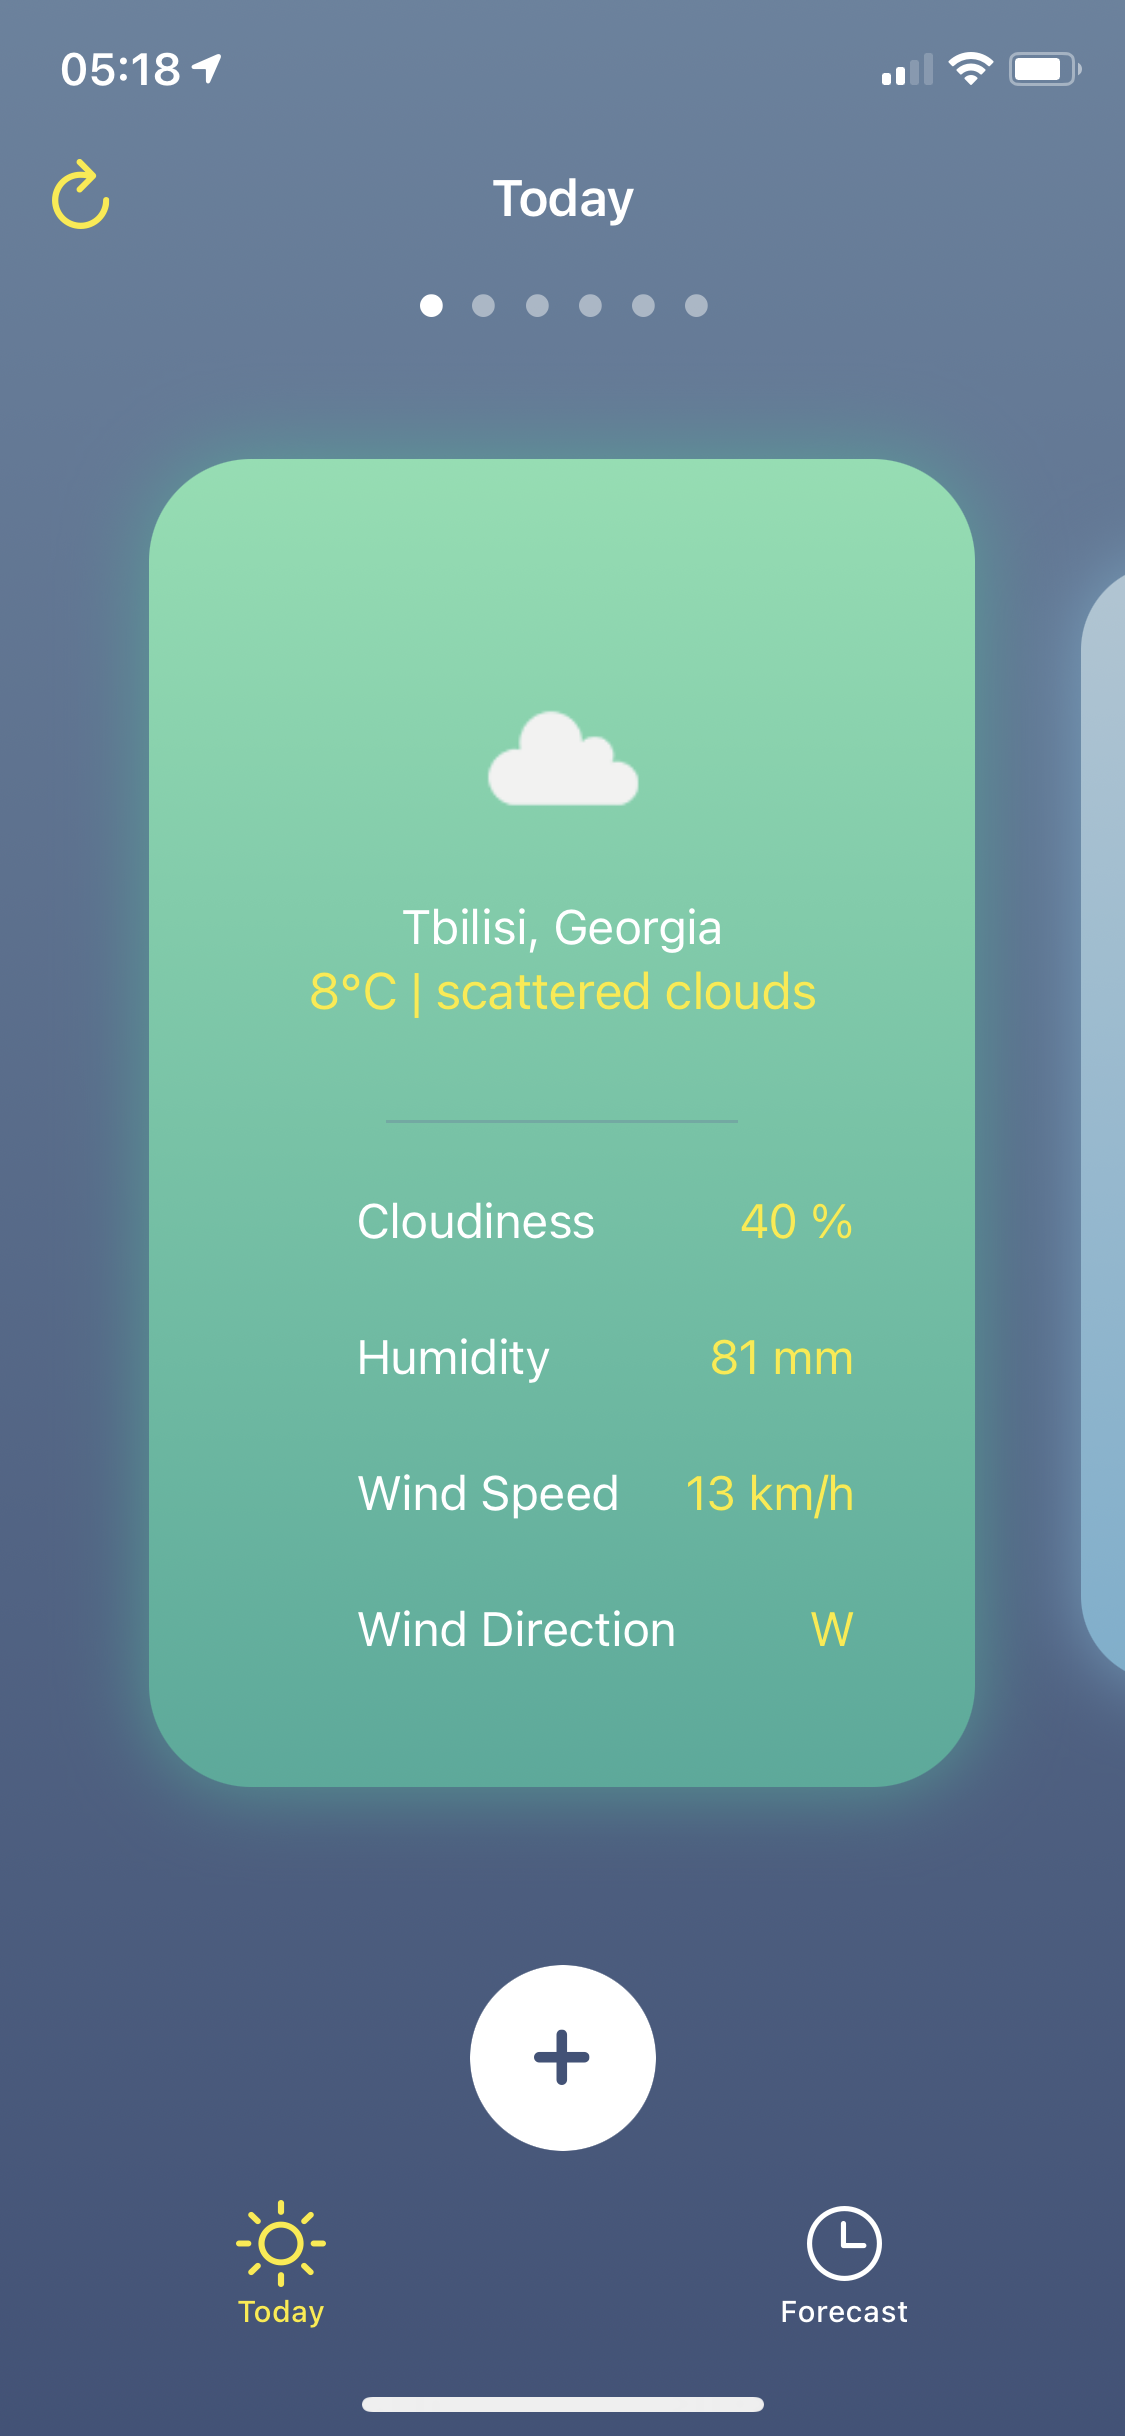 05:18
Today
Tbilisi, Georgia
8°C | scattered clouds
Cloudiness 40 %
Humidity 81 mm
Wind Speed 13 km/h
Wind Direction W
Today Forecast